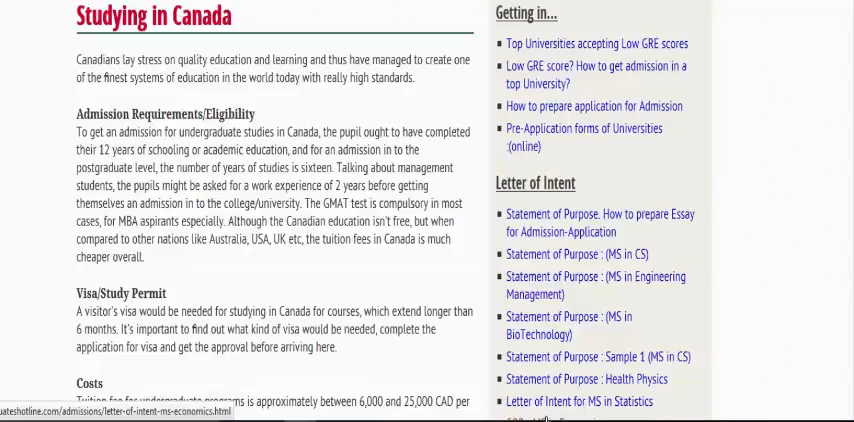 Studying in Canada
Canadians lay stress on quality education and learning and thus have managed to create one
of the finest systems of education in the world today with really high standards.
Admission Requirements/Eligibility
To get an admission for undergraduate studies in Canada, the pupil ought to have completed
their 12 years of schooling or academic education, and for an admission in to the
postgraduate level, the number of years of studies is sixteen. Talking about management
students, the pupils might be asked for a work experience of 2 years before getting
themselves an admission in to the college/university. The GMAT test is compulsory in most
cases, for MBA aspirants especially. Although the Canadian education isn't free, but when
compared to other nations like Australia, USA, UK etc, the tuition fees in Canada is much
cheaper overall.
Visa/Study Permit
A visitor's visa would be needed for studying in Canada for courses, which extend longer than
6 months. It's important to find out what kind of visa would be needed, complete the
application for visa and get the approval before arriving here.
Costs
Tuition fee for undergraduate programs is approximately between 6,000 and 25,000 CAD per
uateshotline.com/admissions/letter-of-intent-ms-economics.html
Getting in...
Top Universities accepting Low GRE scores
Low GRE score? How to get admission in a
top University?
How to prepare application for Admission
Pre-Application forms of Universities
:(online)
Letter of Intent
Statement of Purpose. How to prepare Essay
for Admission-Application
Statement of Purpose : (MS in CS)
Statement of Purpose : (MS in Engineering
Management)
Statement of Purpose : (MS in
BioTechnology)
Statement of Purpose : Sample 1 (MS in CS)
Statement of Purpose : Health Physics
Letter of Intent for MS in Statistics